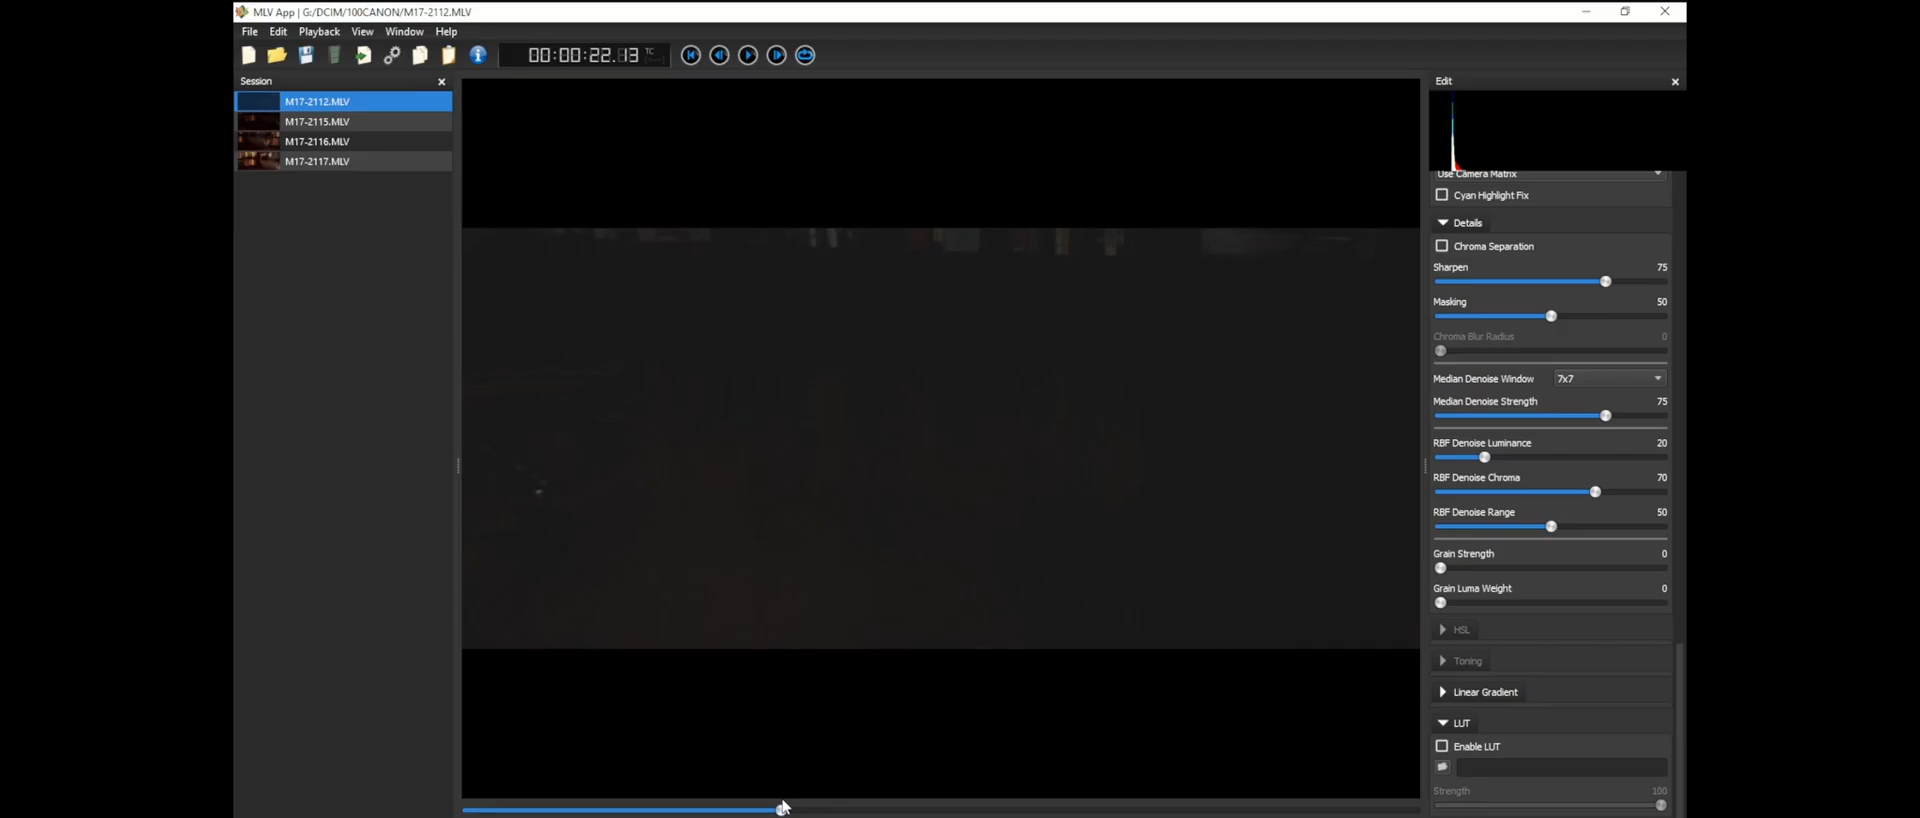 MLV App | G:/DCIM/100CANON/M17-2112.MLV
File Edit Playback View Window Help
00:00:22.13 TC
Session
Edit
M17-2112.MLV
M17-2115.MLV
M17-2116.MLV
M17-2117.MLV
Use Camera Matrix
Cyan Highlight Fix
Details
Chroma Separation
Sharpen 75
Masking 50
Chroma Blur Radius 0
Median Denoise Window 7x7
Median Denoise Strength 75
RBF Denoise Luminance 20
RBF Denoise Chroma 70
RBF Denoise Range 50
Grain Strength 0
Grain Luma Weight 0
HSL
Toning
Linear Gradient
LUT
Enable LUT
Strength 100